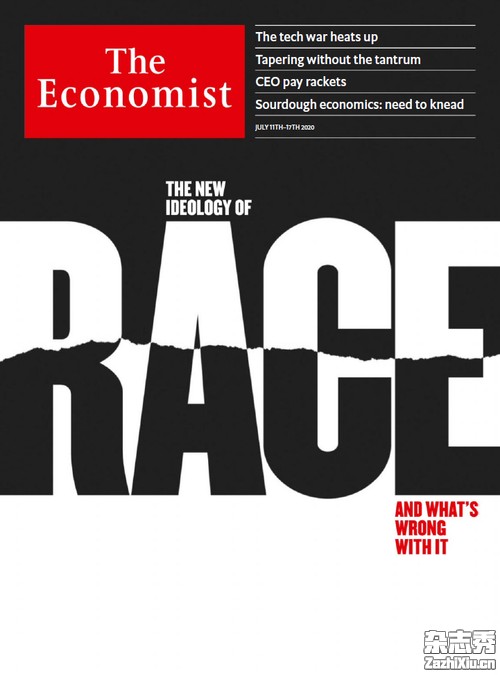 The
Economist
The tech war heats up
Tapering without the tantrum
CEO pay rackets
Sourdough economics: need to knead
JULY 11TH–17TH 2020
THE NEW
IDEOLOGY OF
RACE
AND WHAT'S
WRONG
WITH IT
杂志秀
ZaZhiXiu.cn